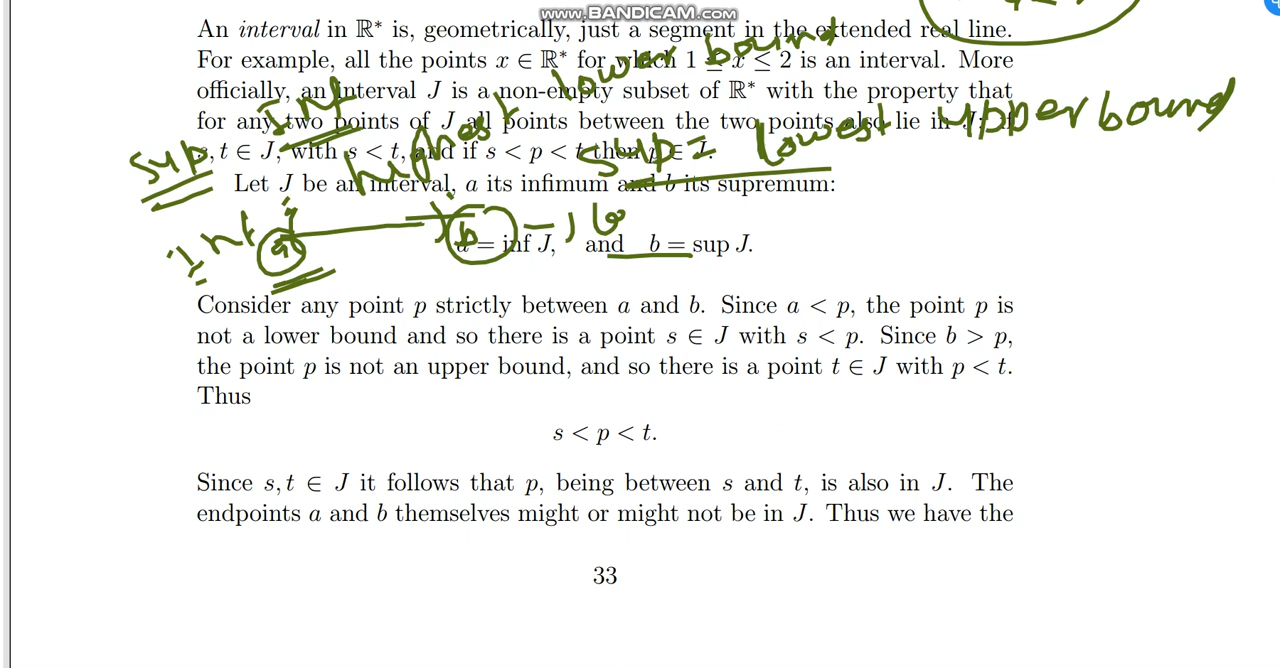 www.BANDICAM.com
An interval in ℝ* is, geometrically, just a segment in the extended real line.
For example, all the points x ∈ ℝ* for which 1 ≤ x ≤ 2 is an interval. More
officially, an interval J is a non-empty subset of ℝ* with the property that
for any two points of J all points between the two points also lie in J: if
s, t ∈ J, with s < t, and if s < p < t then p ∈ J.
Let J be an interval, a its infimum and b its supremum:
a = inf J, and b = sup J.
Inf highest lower bound
sup
sup = lowest upper bound
Inf a
b
Consider any point p strictly between a and b. Since a < p, the point p is
not a lower bound and so there is a point s ∈ J with s < p. Since b > p,
the point p is not an upper bound, and so there is a point t ∈ J with p < t.
Thus
s < p < t.
Since s, t ∈ J it follows that p, being between s and t, is also in J. The
endpoints a and b themselves might or might not be in J. Thus we have the
33